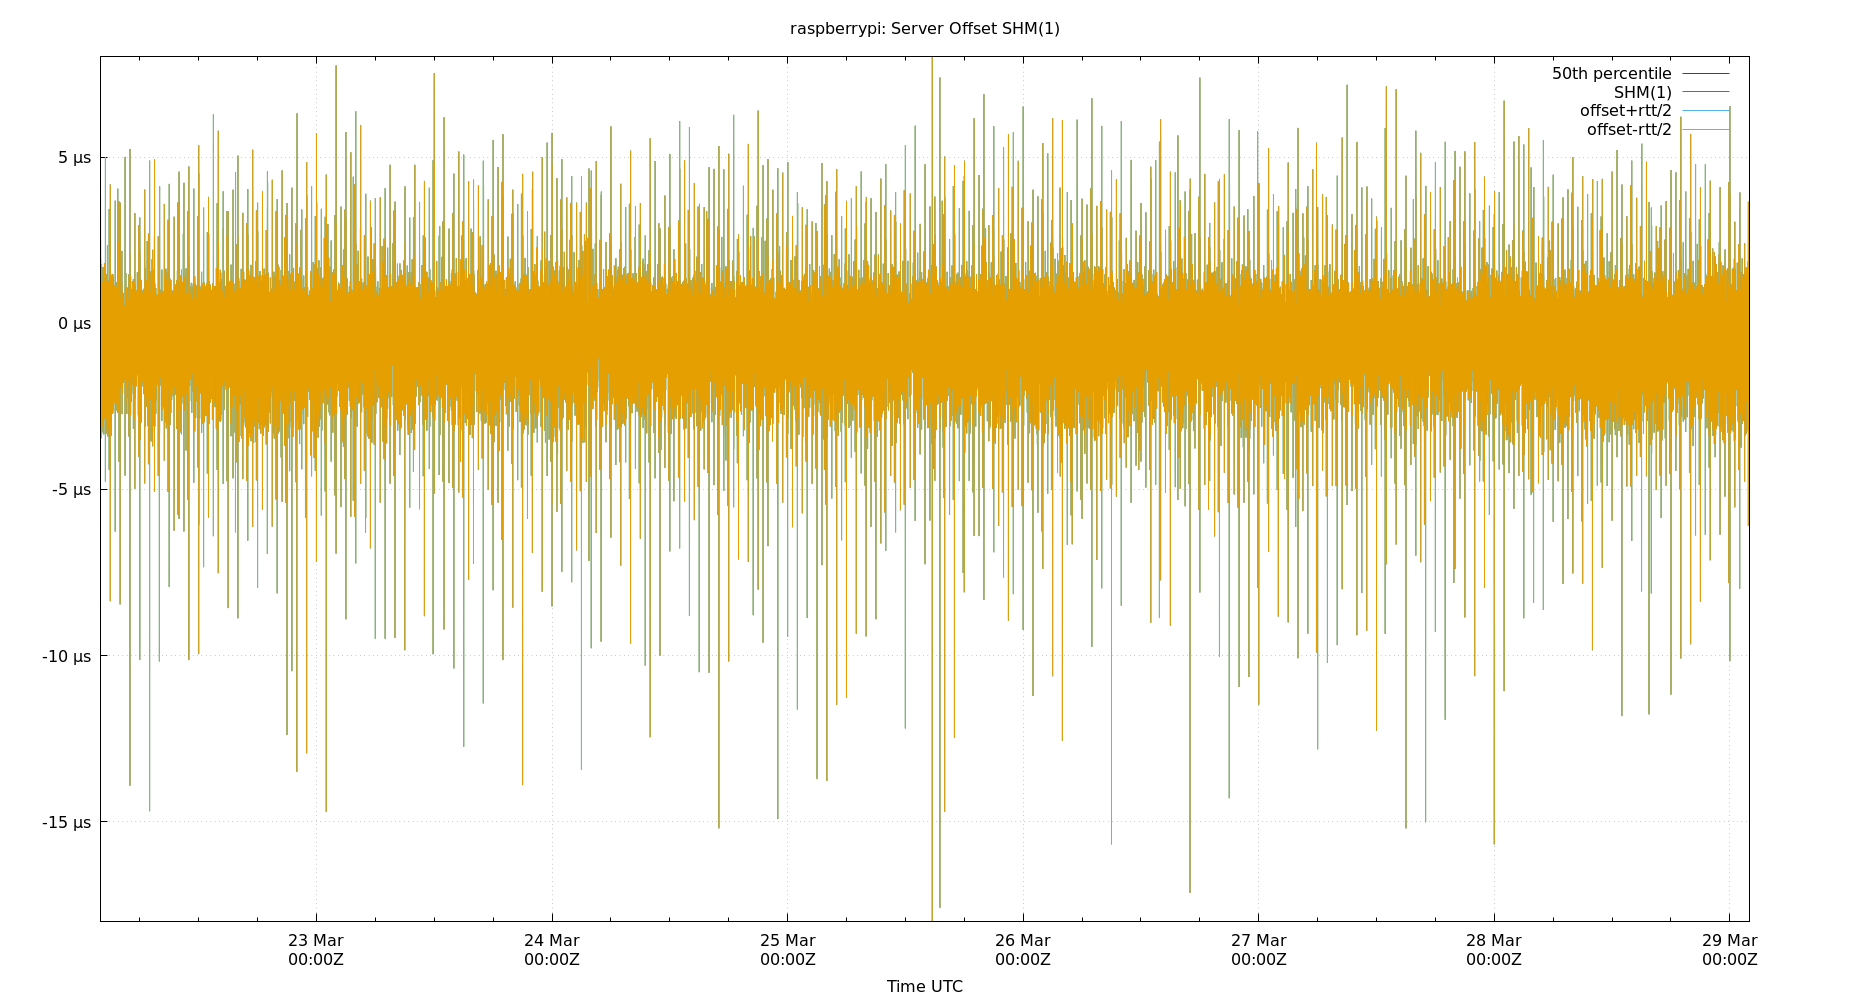 raspberrypi: Server Offset SHM(1)
50th percentile
SHM(1)
offset+rtt/2
offset-rtt/2
5 µs
0 µs
-5 µs
-10 µs
-15 µs
23 Mar 24 Mar 25 Mar 26 Mar 27 Mar 28 Mar 29 Mar
00:00Z 00:00Z 00:00Z 00:00Z 00:00Z 00:00Z 00:00Z
Time UTC